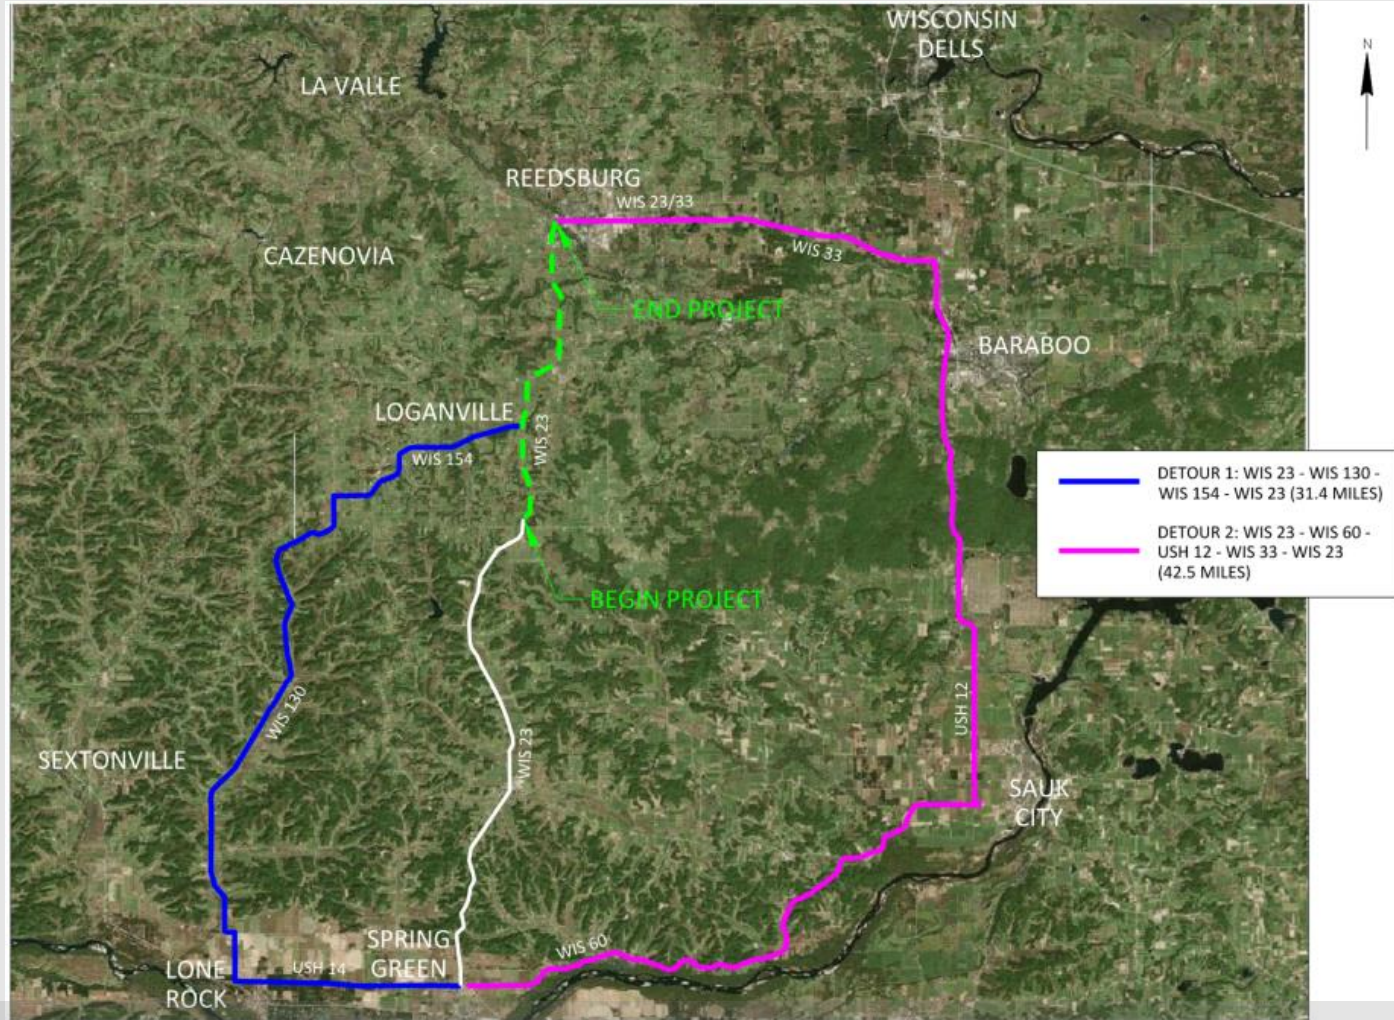 WISCONSIN
DELLS
N
LA VALLE
REEDSBURG
WIS 23/33
WIS 33
CAZENOVIA
END PROJECT
BARABOO
LOGANVILLE
WIS 23
WIS 154
DETOUR 1: WIS 23 - WIS 130 -
WIS 154 - WIS 23 (31.4 MILES)
DETOUR 2: WIS 23 - WIS 60 -
USH 12 - WIS 33 - WIS 23
(42.5 MILES)
BEGIN PROJECT
WIS 130
USH 12
WIS 23
SEXTONVILLE
SAUK
CITY
SPRING
GREEN
WIS 60
LONE
ROCK
USH 14